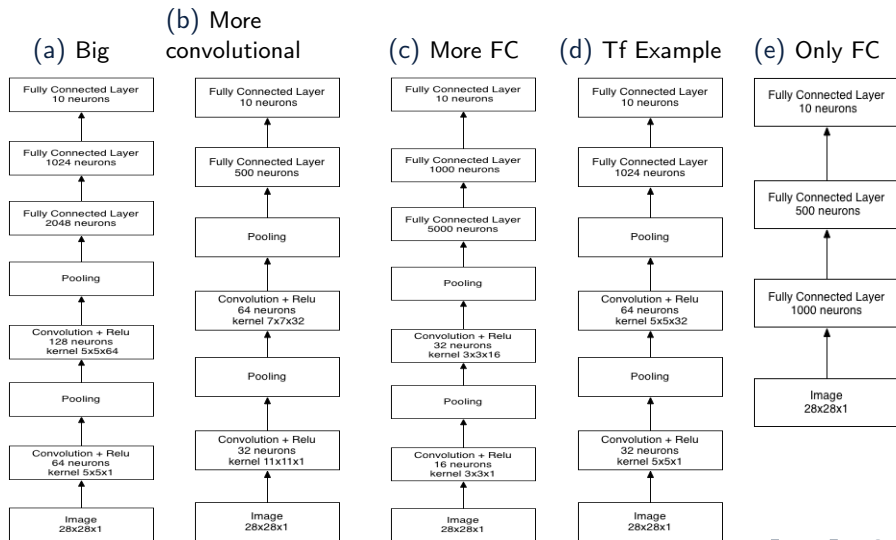 (a) Big
Fully Connected Layer
10 neurons
Fully Connected Layer
1024 neurons
Fully Connected Layer
2048 neurons
Pooling
Convolution + Relu
128 neurons
kernel 5x5x64
Pooling
Convolution + Relu
64 neurons
kernel 5x5x1
Image
28x28x1
(b) More
convolutional
Fully Connected Layer
10 neurons
Fully Connected Layer
500 neurons
Pooling
Convolution + Relu
64 neurons
kernel 7x7x32
Pooling
Convolution + Relu
32 neurons
kernel 11x11x1
Image
28x28x1
(c) More FC
Fully Connected Layer
10 neurons
Fully Connected Layer
1000 neurons
Fully Connected Layer
5000 neurons
Pooling
Convolution + Relu
32 neurons
kernel 3x3x16
Pooling
Convolution + Relu
16 neurons
kernel 3x3x1
Image
28x28x1
(d) Tf Example
Fully Connected Layer
10 neurons
Fully Connected Layer
1024 neurons
Pooling
Convolution + Relu
64 neurons
kernel 5x5x32
Pooling
Convolution + Relu
32 neurons
kernel 5x5x1
Image
28x28x1
(e) Only FC
Fully Connected Layer
10 neurons
Fully Connected Layer
500 neurons
Fully Connected Layer
1000 neurons
Image
28x28x1